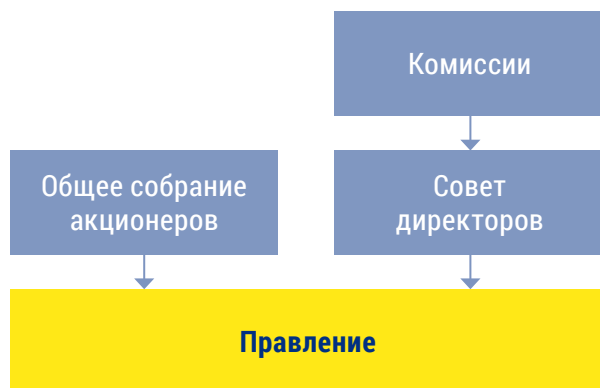 Комиссии
Общее собрание
акционеров
Совет
директоров
Правление